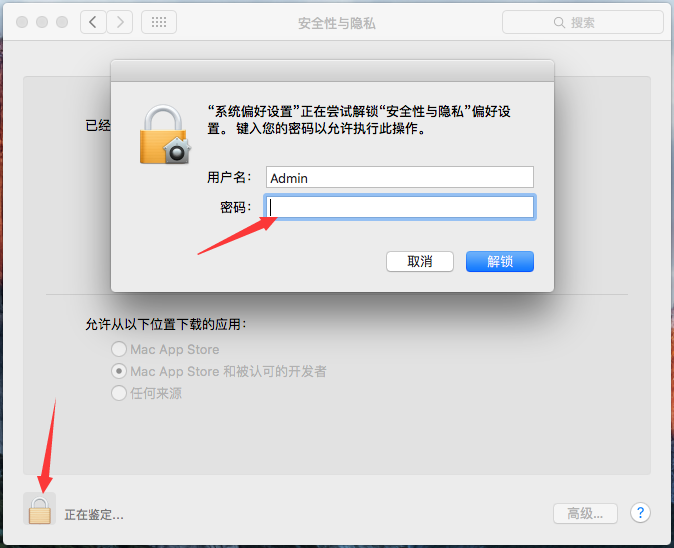 安全性与隐私
搜索
已经
“系统偏好设置”正在尝试解锁“安全性与隐私”偏好设
置。 键入您的密码以允许执行此操作。
用户名：
Admin
密码：
取消
解锁
允许从以下位置下载的应用：
Mac App Store
Mac App Store 和被认可的开发者
任何来源
正在鉴定...
高级...
?